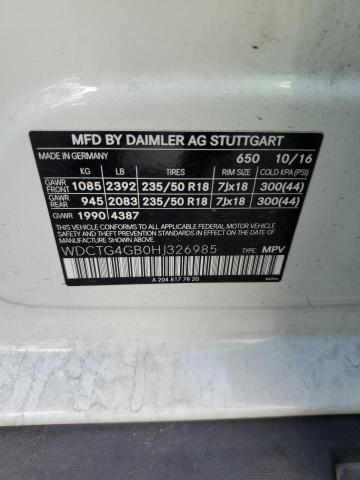 MFD BY DAIMLER AG STUTTGART
MADE IN GERMANY 650 10/16
KG LB TIRES RIM SIZE COLD KPA (PSI)
GAWR FRONT 1085 2392 235/50 R18 7Jx18 300(44)
GAWR REAR 945 2083 235/50 R18 7Jx18 300(44)
GVWR 1990 4387
THIS VEHICLE CONFORMS TO ALL APPLICABLE
FEDERAL MOTOR VEHICLE SAFETY
STANDARDS IN EFFECT ON THE DATE
OF MANUFACTURE SHOWN ABOVE.
WDCTG4GB0HJ326985 TYPE: MPV
A 204 817 78 20